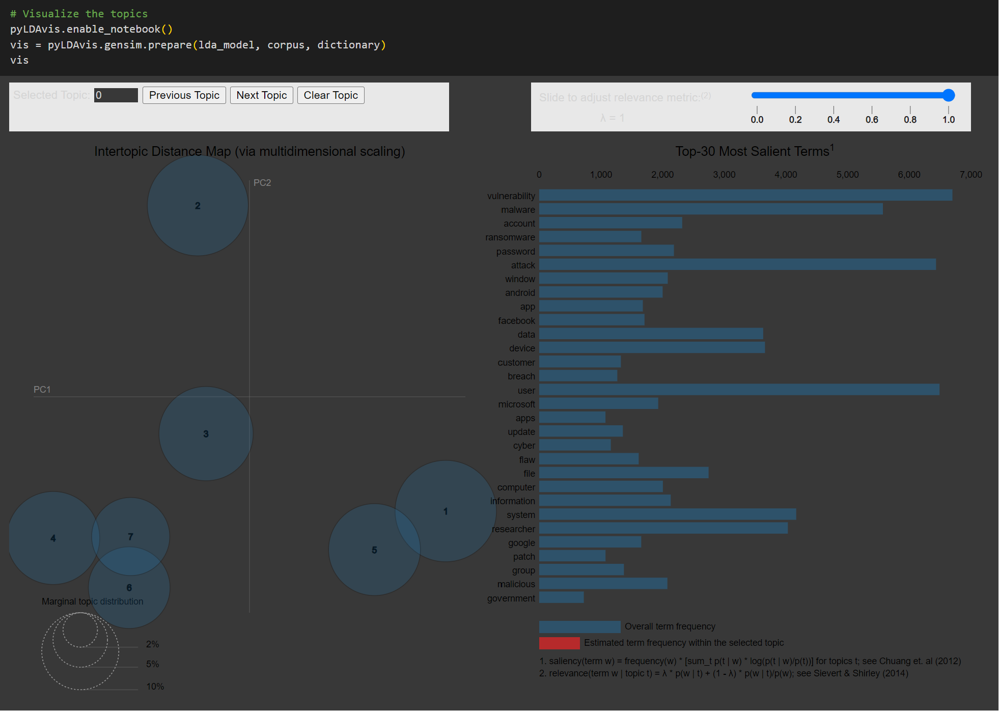 # Visualize the topics
pyLDAvis.enable_notebook()
vis = pyLDAvis.gensim.prepare(lda_model, corpus, dictionary)
vis
Selected Topic: 0 Previous Topic Next Topic Clear Topic
Slide to adjust relevance metric:(2)
λ = 1
0.0 0.2 0.4 0.6 0.8 1.0
Intertopic Distance Map (via multidimensional scaling)
PC2
2
PC1
3
1
4
7
5
6
Marginal topic distribution
2%
5%
10%
Top-30 Most Salient Terms1
0 1,000 2,000 3,000 4,000 5,000 6,000 7,000
vulnerability
malware
account
ransomware
password
attack
window
android
app
facebook
data
device
customer
breach
user
microsoft
apps
update
cyber
flaw
file
computer
information
system
researcher
google
patch
group
malicious
government
Overall term frequency
Estimated term frequency within the selected topic
1. saliency(term w) = frequency(w) * [sum_t p(t | w) * log(p(t | w)/p(t))] for topics t; see Chuang et. al (2012)
2. relevance(term w | topic t) = λ * p(w | t) + (1 - λ) * p(w | t)/p(w); see Sievert & Shirley (2014)